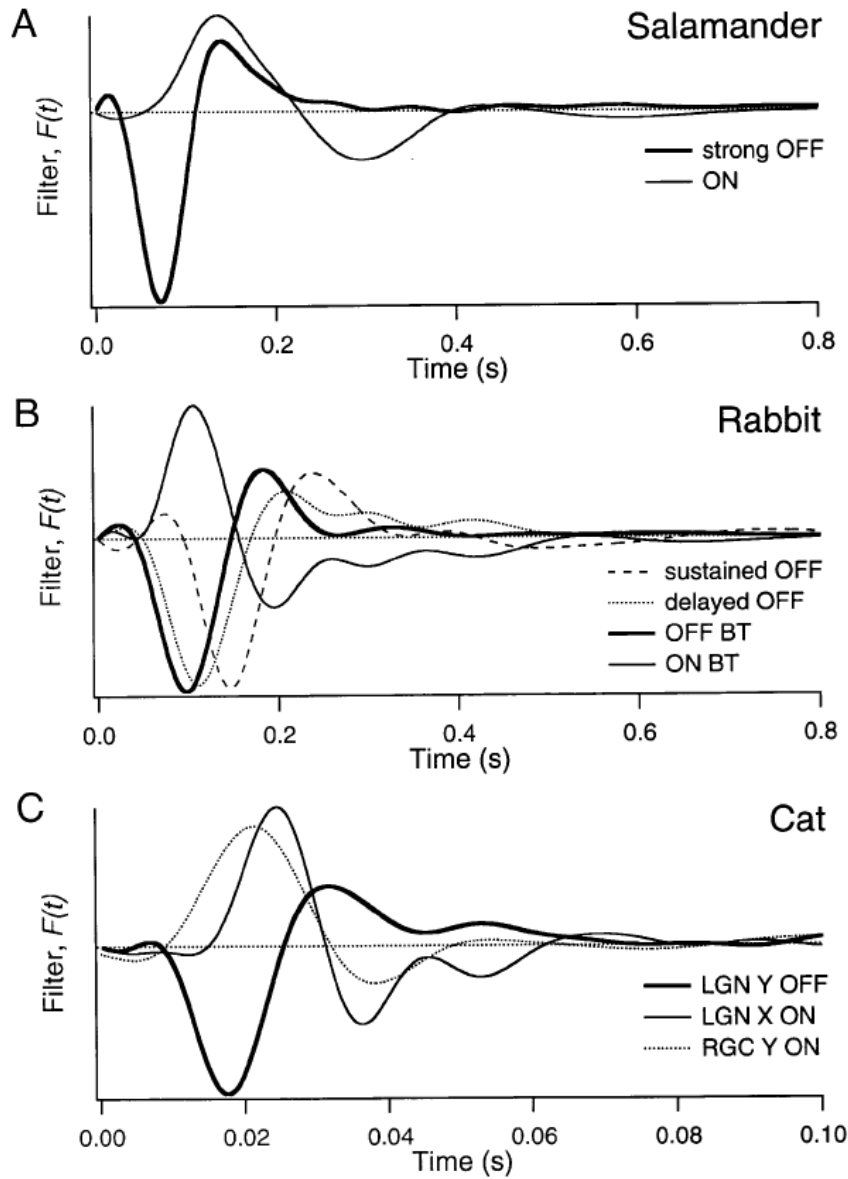 A
Salamander
Filter, F(t)
strong OFF
ON
0.0 0.2 0.4 0.6 0.8
Time (s)
B
Rabbit
Filter, F(t)
sustained OFF
delayed OFF
OFF BT
ON BT
0.0 0.2 0.4 0.6 0.8
Time (s)
C
Cat
Filter, F(t)
LGN Y OFF
LGN X ON
RGC Y ON
0.00 0.02 0.04 0.06 0.08 0.10
Time (s)